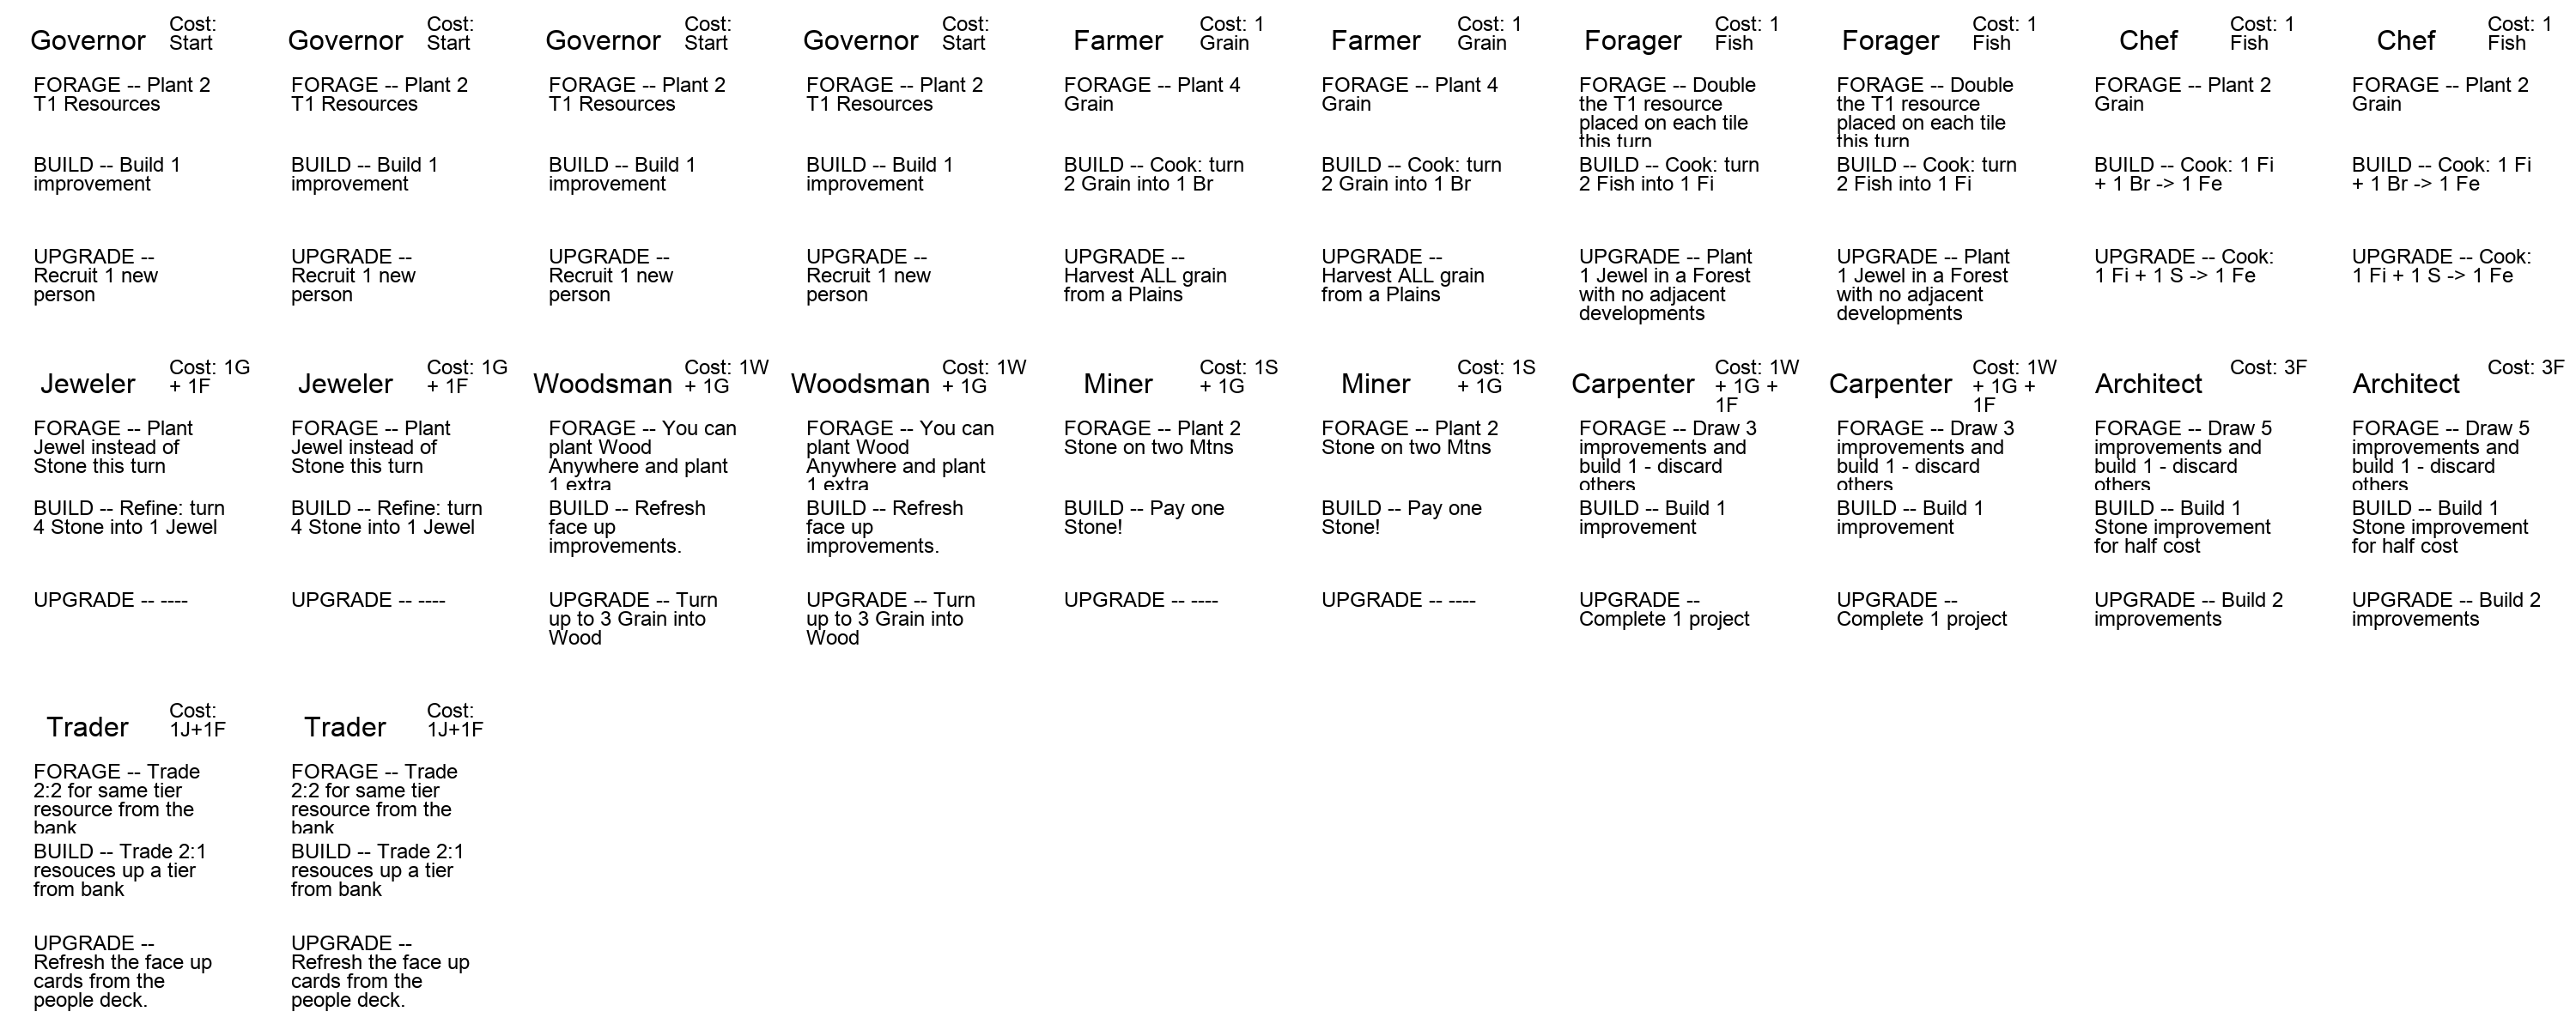 Governor
Cost:
Start
FORAGE -- Plant 2
T1 Resources
BUILD -- Build 1
improvement
UPGRADE --
Recruit 1 new
person
Governor
Cost:
Start
FORAGE -- Plant 2
T1 Resources
BUILD -- Build 1
improvement
UPGRADE --
Recruit 1 new
person
Governor
Cost:
Start
FORAGE -- Plant 2
T1 Resources
BUILD -- Build 1
improvement
UPGRADE --
Recruit 1 new
person
Governor
Cost:
Start
FORAGE -- Plant 2
T1 Resources
BUILD -- Build 1
improvement
UPGRADE --
Recruit 1 new
person
Farmer
Cost: 1
Grain
FORAGE -- Plant 4
Grain
BUILD -- Cook: turn
2 Grain into 1 Br
UPGRADE --
Harvest ALL grain
from a Plains
Farmer
Cost: 1
Grain
FORAGE -- Plant 4
Grain
BUILD -- Cook: turn
2 Grain into 1 Br
UPGRADE --
Harvest ALL grain
from a Plains
Forager
Cost: 1
Fish
FORAGE -- Double
the T1 resource
placed on each tile
this turn
BUILD -- Cook: turn
2 Fish into 1 Fi
UPGRADE -- Plant
1 Jewel in a Forest
with no adjacent
developments
Forager
Cost: 1
Fish
FORAGE -- Double
the T1 resource
placed on each tile
this turn
BUILD -- Cook: turn
2 Fish into 1 Fi
UPGRADE -- Plant
1 Jewel in a Forest
with no adjacent
developments
Chef
Cost: 1
Fish
FORAGE -- Plant 2
Grain
BUILD -- Cook: 1 Fi
+ 1 Br -> 1 Fe
UPGRADE -- Cook:
1 Fi + 1 S -> 1 Fe
Chef
Cost: 1
Fish
FORAGE -- Plant 2
Grain
BUILD -- Cook: 1 Fi
+ 1 Br -> 1 Fe
UPGRADE -- Cook:
1 Fi + 1 S -> 1 Fe
Jeweler
Cost: 1G
+ 1F
FORAGE -- Plant
Jewel instead of
Stone this turn
BUILD -- Refine: turn
4 Stone into 1 Jewel
UPGRADE -- ----
Jeweler
Cost: 1G
+ 1F
FORAGE -- Plant
Jewel instead of
Stone this turn
BUILD -- Refine: turn
4 Stone into 1 Jewel
UPGRADE -- ----
Woodsman
Cost: 1W
+ 1G
FORAGE -- You can
plant Wood
Anywhere and plant
1 extra
BUILD -- Refresh
face up
improvements.
UPGRADE -- Turn
up to 3 Grain into
Wood
Woodsman
Cost: 1W
+ 1G
FORAGE -- You can
plant Wood
Anywhere and plant
1 extra
BUILD -- Refresh
face up
improvements.
UPGRADE -- Turn
up to 3 Grain into
Wood
Miner
Cost: 1S
+ 1G
FORAGE -- Plant 2
Stone on two Mtns
BUILD -- Pay one
Stone!
UPGRADE -- ----
Miner
Cost: 1S
+ 1G
FORAGE -- Plant 2
Stone on two Mtns
BUILD -- Pay one
Stone!
UPGRADE -- ----
Carpenter
Cost: 1W
+ 1G +
1F
FORAGE -- Draw 3
improvements and
build 1 - discard
others
BUILD -- Build 1
improvement
UPGRADE --
Complete 1 project
Carpenter
Cost: 1W
+ 1G +
1F
FORAGE -- Draw 3
improvements and
build 1 - discard
others
BUILD -- Build 1
improvement
UPGRADE --
Complete 1 project
Architect
Cost: 3F
FORAGE -- Draw 5
improvements and
build 1 - discard
others
BUILD -- Build 1
Stone improvement
for half cost
UPGRADE -- Build 2
improvements
Architect
Cost: 3F
FORAGE -- Draw 5
improvements and
build 1 - discard
others
BUILD -- Build 1
Stone improvement
for half cost
UPGRADE -- Build 2
improvements
Trader
Cost:
1J+1F
FORAGE -- Trade
2:2 for same tier
resource from the
bank
BUILD -- Trade 2:1
resouces up a tier
from bank
UPGRADE --
Refresh the face up
cards from the
people deck.
Trader
Cost:
1J+1F
FORAGE -- Trade
2:2 for same tier
resource from the
bank
BUILD -- Trade 2:1
resouces up a tier
from bank
UPGRADE --
Refresh the face up
cards from the
people deck.